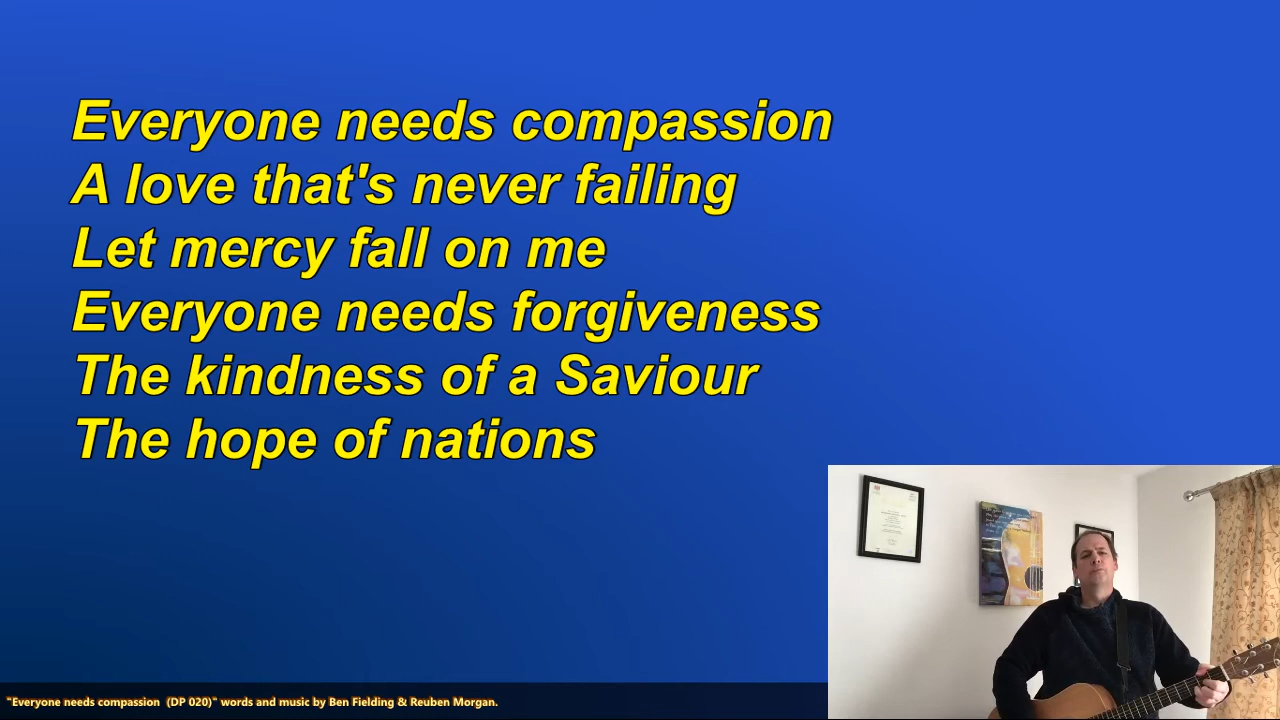 Everyone needs compassion
A love that's never failing
Let mercy fall on me
Everyone needs forgiveness
The kindness of a Saviour
The hope of nations
"Everyone needs compassion  (DP 020)" words and music by Ben Fielding & Reuben Morgan.